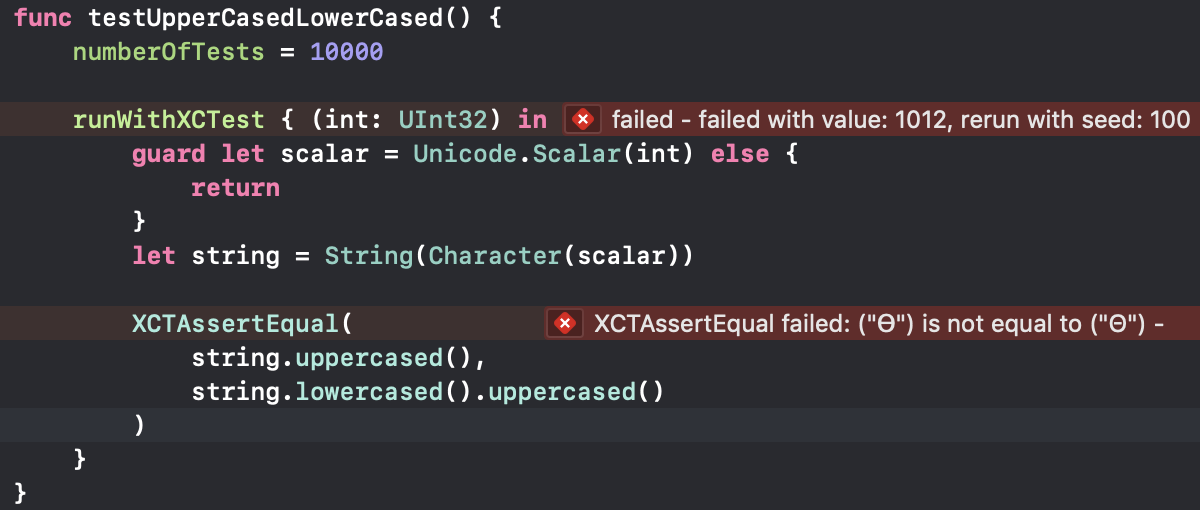 func testUpperCasedLowerCased() {
    numberOfTests = 10000
    runWithXCTest { (int: UInt32) in failed - failed with value: 1012, rerun with seed: 100
        guard let scalar = Unicode.Scalar(int) else {
            return
        }
        let string = String(Character(scalar))
        XCTAssertEqual( XCTAssertEqual failed: ("ϴ") is not equal to ("Θ") -
            string.uppercased(),
            string.lowercased().uppercased()
        )
    }
}